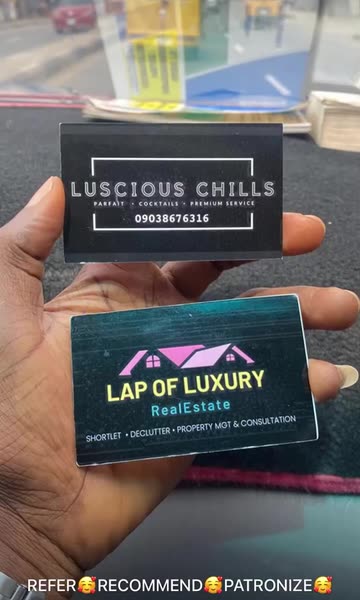 LUSCIOUS CHILLS
PARFAIT • COCKTAILS • PREMIUM SERVICE
09038676316
LAP OF LUXURY
RealEstate
SHORTLET • DECLUTTER • PROPERTY MGT & CONSULTATION
REFER🥰RECOMMEND🥰PATRONIZE🥰